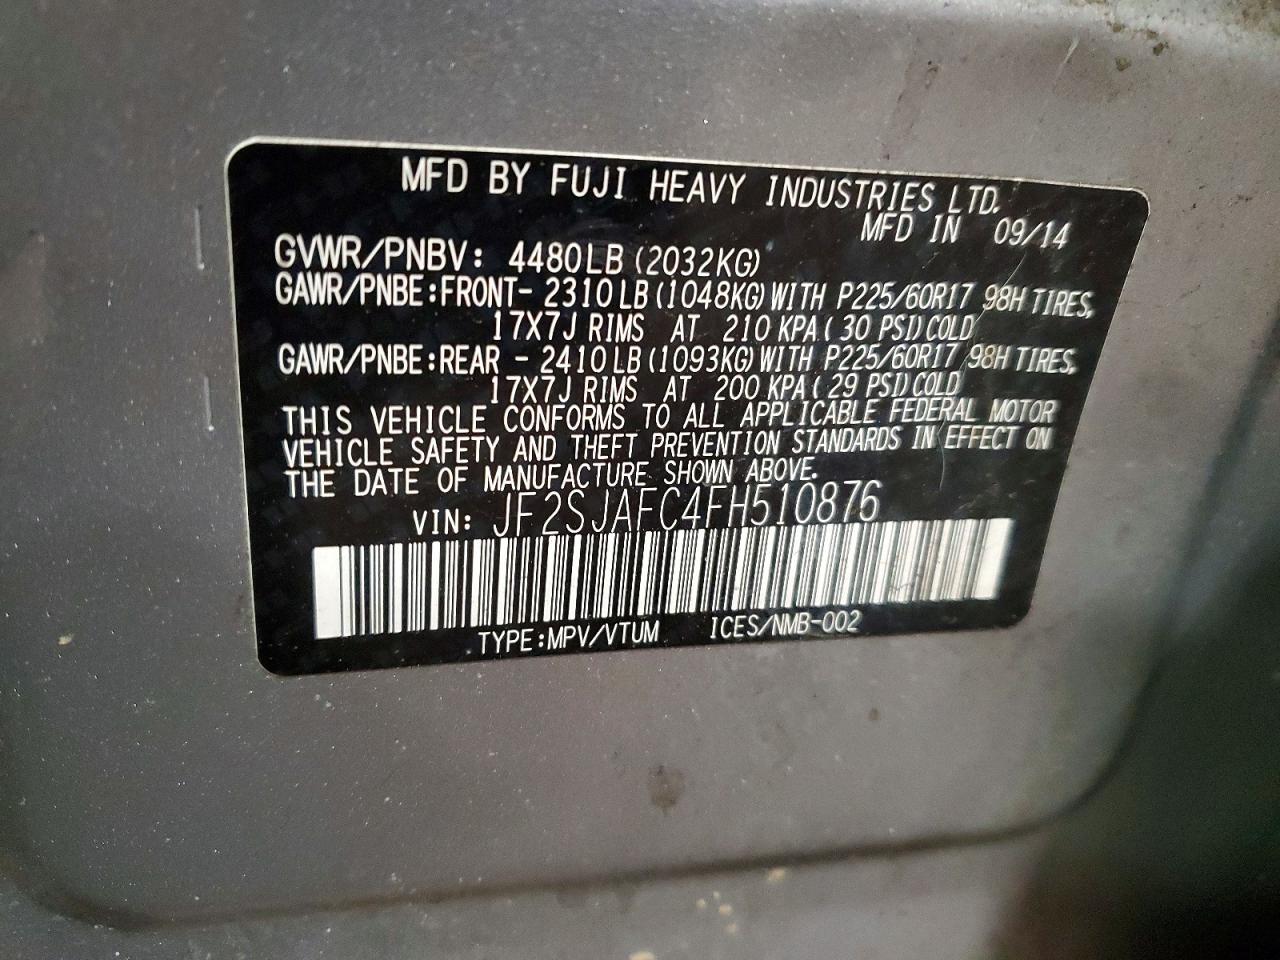 MFD BY FUJI HEAVY INDUSTRIES LTD.
MFD IN 09/14
GVWR/PNBV: 4480LB (2032KG)
GAWR/PNBE:FRONT- 2310LB (1048KG) WITH P225/60R17 98H TIRES,
17X7J RIMS AT 210 KPA( 30 PSI)COLD
GAWR/PNBE:REAR - 2410LB (1093KG) WITH P225/60R17 98H TIRES,
17X7J RIMS AT 200 KPA( 29 PSI)COLD
THIS VEHICLE CONFORMS TO ALL APPLICABLE FEDERAL MOTOR
VEHICLE SAFETY AND THEFT PREVENTION STANDARDS IN EFFECT ON
THE DATE OF MANUFACTURE SHOWN ABOVE.
VIN: JF2SJAFC4FH510876
TYPE:MPV/VTUM ICES/NMB-002